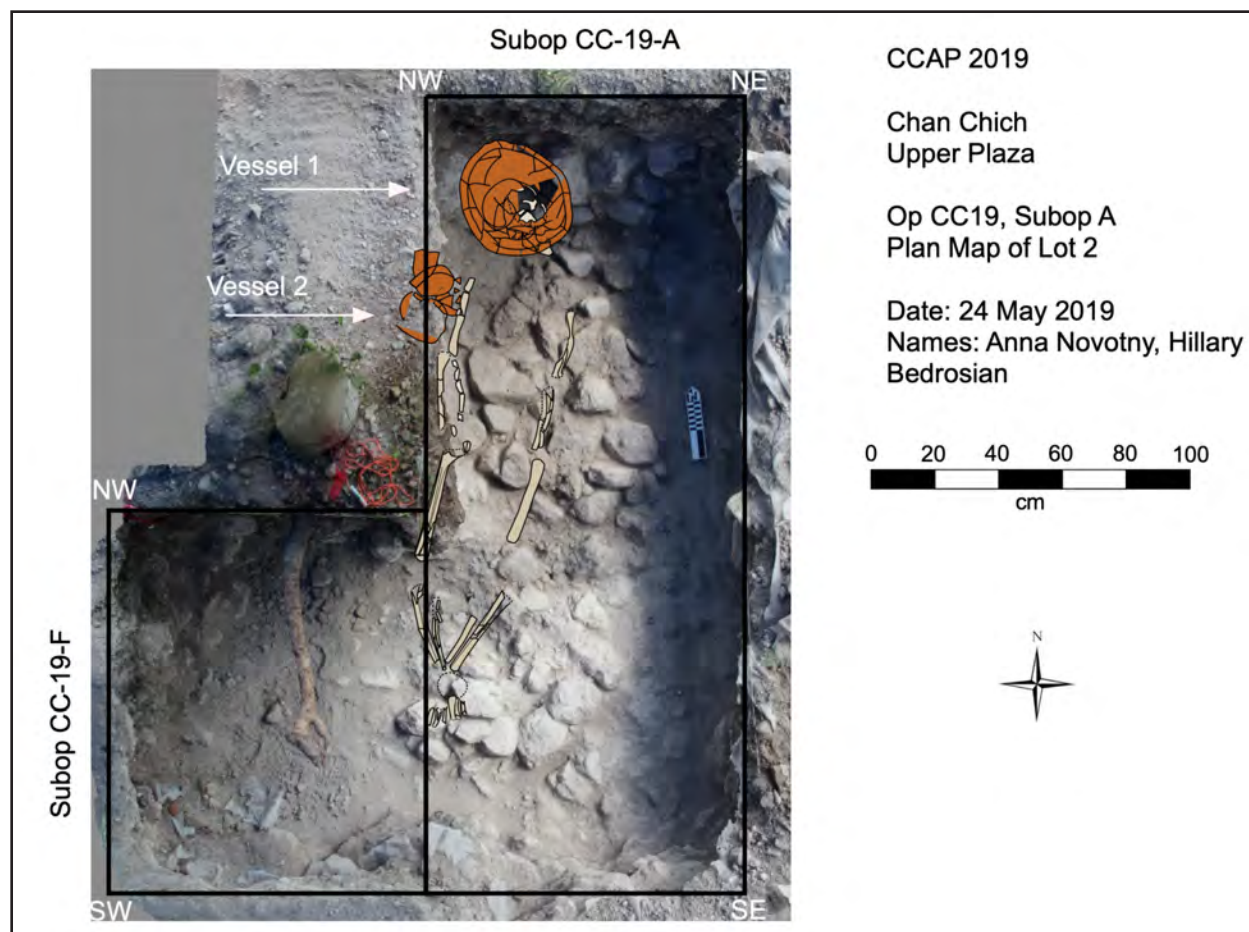 Subop CC-19-A
NW
NE
Vessel 1
Vessel 2
NW
Subop CC-19-F
SW
SE
CCAP 2019
Chan Chich
Upper Plaza
Op CC19, Subop A
Plan Map of Lot 2
Date: 24 May 2019
Names: Anna Novotny, Hillary
Bedrosian
0 20 40 60 80 100
cm
N